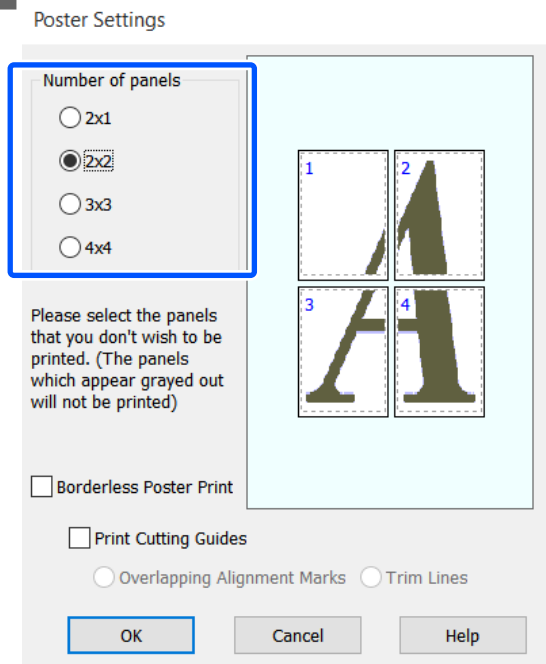 Poster Settings
Number of panels
2x1
2x2
3x3
4x4
1
2
3
4
Please select the panels
that you don't wish to be
printed. (The panels
which appear grayed out
will not be printed)
Borderless Poster Print
Print Cutting Guides
Overlapping Alignment Marks
Trim Lines
OK
Cancel
Help